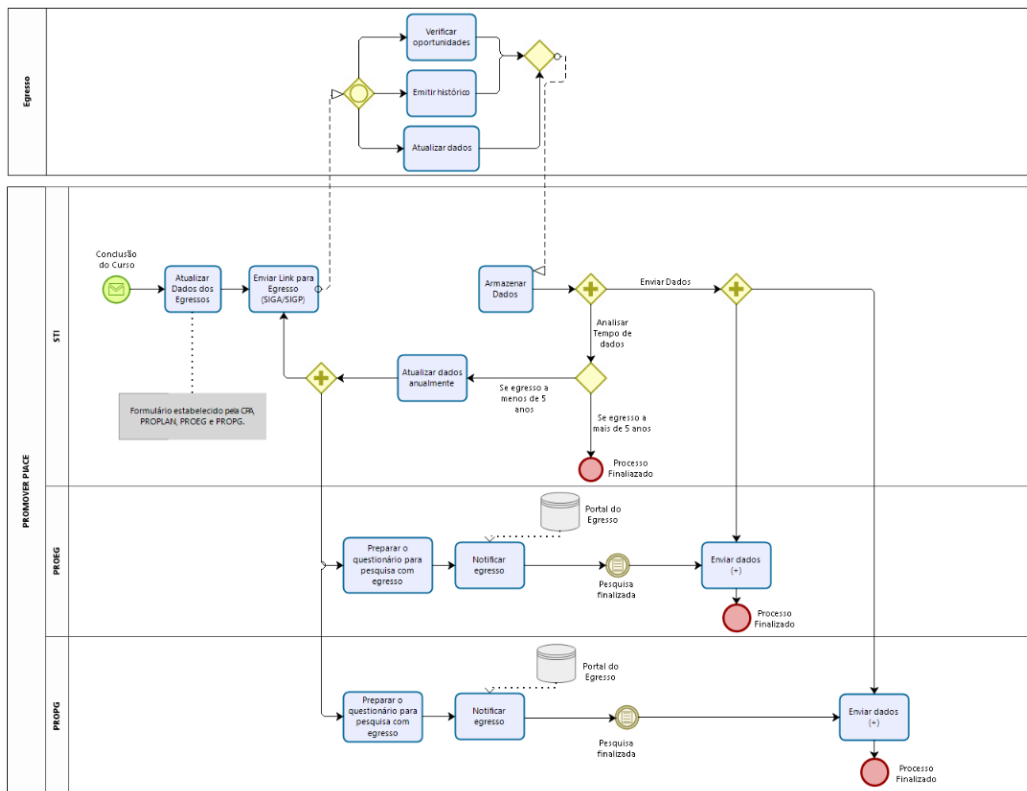 Egresso
Verificar
oportunidades
Emitir histórico
Atualizar dados
PROMOVER PIACE
STI
Conclusão
do Curso
Atualizar
Dados dos
Egressos
Enviar Link para
Egresso
(SIGA/SIGP)
Armazenar
Dados
Enviar Dados
Analisar
Tempo de
dados
Atualizar dados
anualmente
Se egresso a
menos de 5
anos
Se egresso a
mais de 5 anos
Formulário estabelecido pela CPA,
PROPLAN, PROEG e PROPG.
Processo
Finaliazado
PROEG
Portal do
Egresso
Preparar o
questionário para
pesquisa com
egresso
Notificar
egresso
Pesquisa
finalizada
Enviar dados
(+)
Processo
Finalizado
PROPG
Portal do
Egresso
Preparar o
questionário para
pesquisa com
egresso
Notificar
egresso
Pesquisa
finalizada
Enviar dados
(+)
Processo
Finalizado